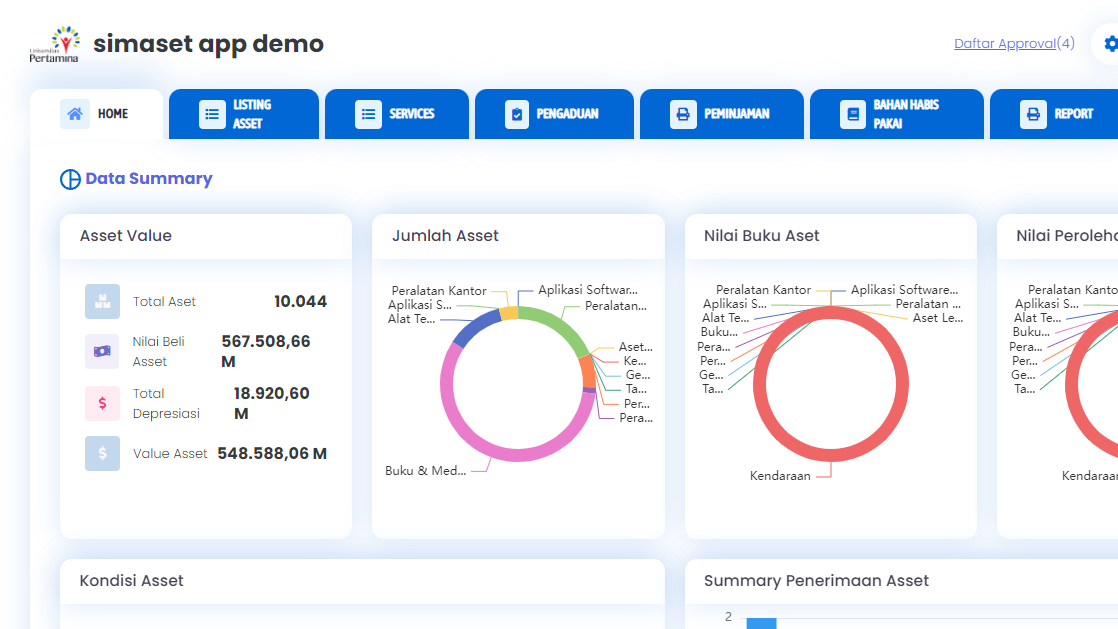 Universitas
Pertamina
simaset app demo
Daftar Approval(4)
HOME
LISTING
ASSET
SERVICES
PENGADUAN
PEMINJAMAN
BAHAN HABIS
PAKAI
REPORT
Data Summary
Asset Value
Total Aset 10.044
Nilai Beli
Asset
567.508,66
M
Total
Depresiasi
18.920,60
M
Value Asset 548.588,06 M
Jumlah Asset
Peralatan Kantor
Aplikasi S...
Alat Te...
Aplikasi Softwar...
Peralatan...
Aset...
Ke...
Ge...
Ta...
Per...
Pera...
Buku & Med...
Nilai Buku Aset
Peralatan Kantor
Aplikasi S...
Alat Te...
Buku...
Pera...
Per...
Ge...
Ta...
Aplikasi Software...
Peralatan ...
Aset Le...
Kendaraan
Nilai Peroleh
Peralatan Kanto
Aplikasi S...
Alat Te...
Buku...
Pera...
Per...
Ge...
Ta...
Kendaraa
Kondisi Asset
Summary Penerimaan Asset
2